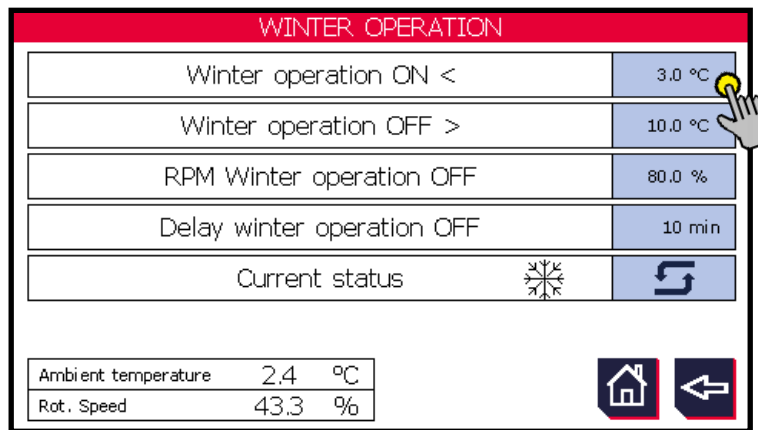 WINTER OPERATION
Winter operation ON < 3.0 °C
Winter operation OFF > 10.0 °C
RPM Winter operation OFF 80.0 %
Delay winter operation OFF 10 min
Current status
Ambient temperature 2.4 °C
Rot. Speed 43.3 %